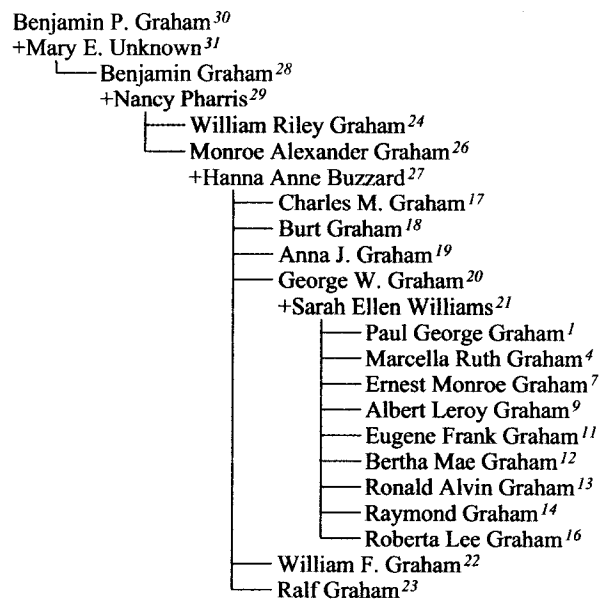 Benjamin P. Graham 30
+Mary E. Unknown 31
Benjamin Graham 28
+Nancy Pharris 29
William Riley Graham 24
Monroe Alexander Graham 26
+Hanna Anne Buzzard 27
Charles M. Graham 17
Burt Graham 18
Anna J. Graham 19
George W. Graham 20
+Sarah Ellen Williams 21
Paul George Graham 1
Marcella Ruth Graham 4
Ernest Monroe Graham 7
Albert Leroy Graham 9
Eugene Frank Graham 11
Bertha Mae Graham 12
Ronald Alvin Graham 13
Raymond Graham 14
Roberta Lee Graham 16
William F. Graham 22
Ralf Graham 23